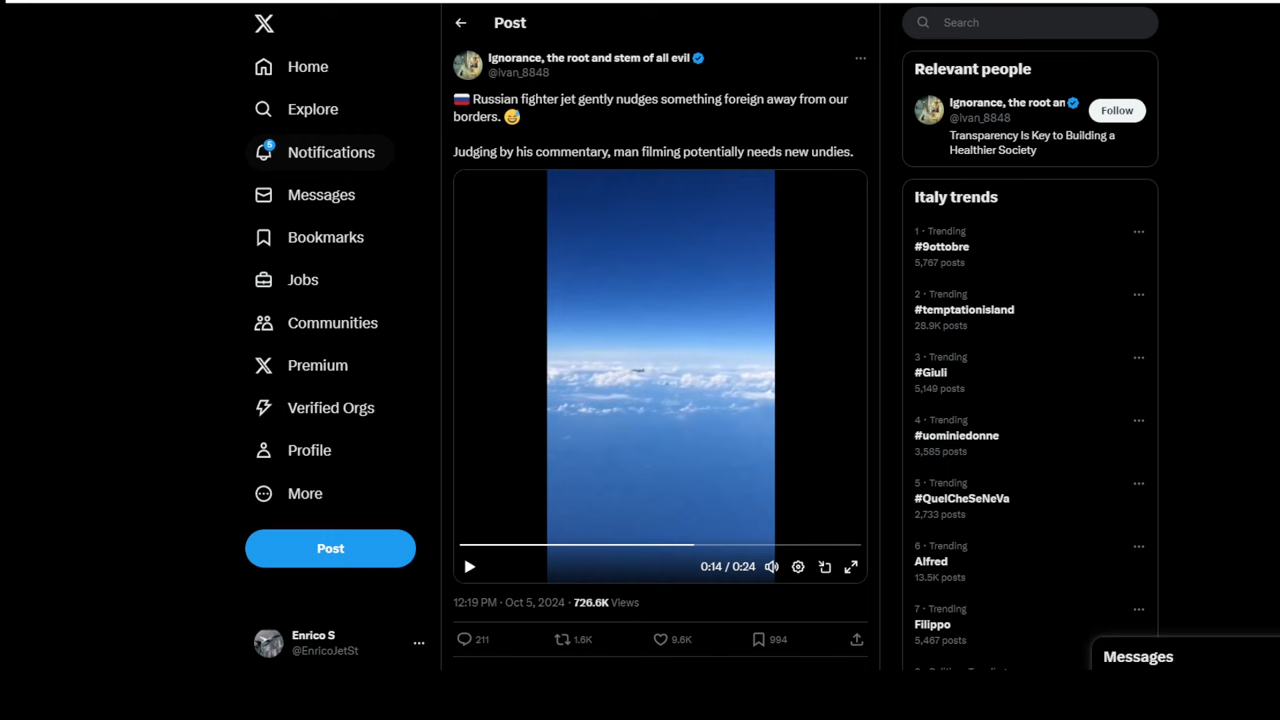 Home
Explore
5
Notifications
Messages
Bookmarks
Jobs
Communities
Premium
Verified Orgs
Profile
More
Post
Enrico S
@EnricoJetSt
Post
Ignorance, the root and stem of all evil
@Ivan_8848
Russian fighter jet gently nudges something foreign away from our
borders.
Judging by his commentary, man filming potentially needs new undies.
0:14 / 0:24
12:19 PM · Oct 5, 2024 · 726.6K Views
211
1.6K
9.6K
994
Search
Relevant people
Ignorance, the root an
@Ivan_8848
Follow
Transparency Is Key to Building a
Healthier Society
Italy trends
1 · Trending
#9ottobre
5,767 posts
2 · Trending
#temptationisland
28.9K posts
3 · Trending
#Giuli
5,149 posts
4 · Trending
#uominiedonne
3,585 posts
5 · Trending
#QuelCheSeNeVa
2,733 posts
6 · Trending
Alfred
13.5K posts
7 · Trending
Filippo
5,467 posts
Messages